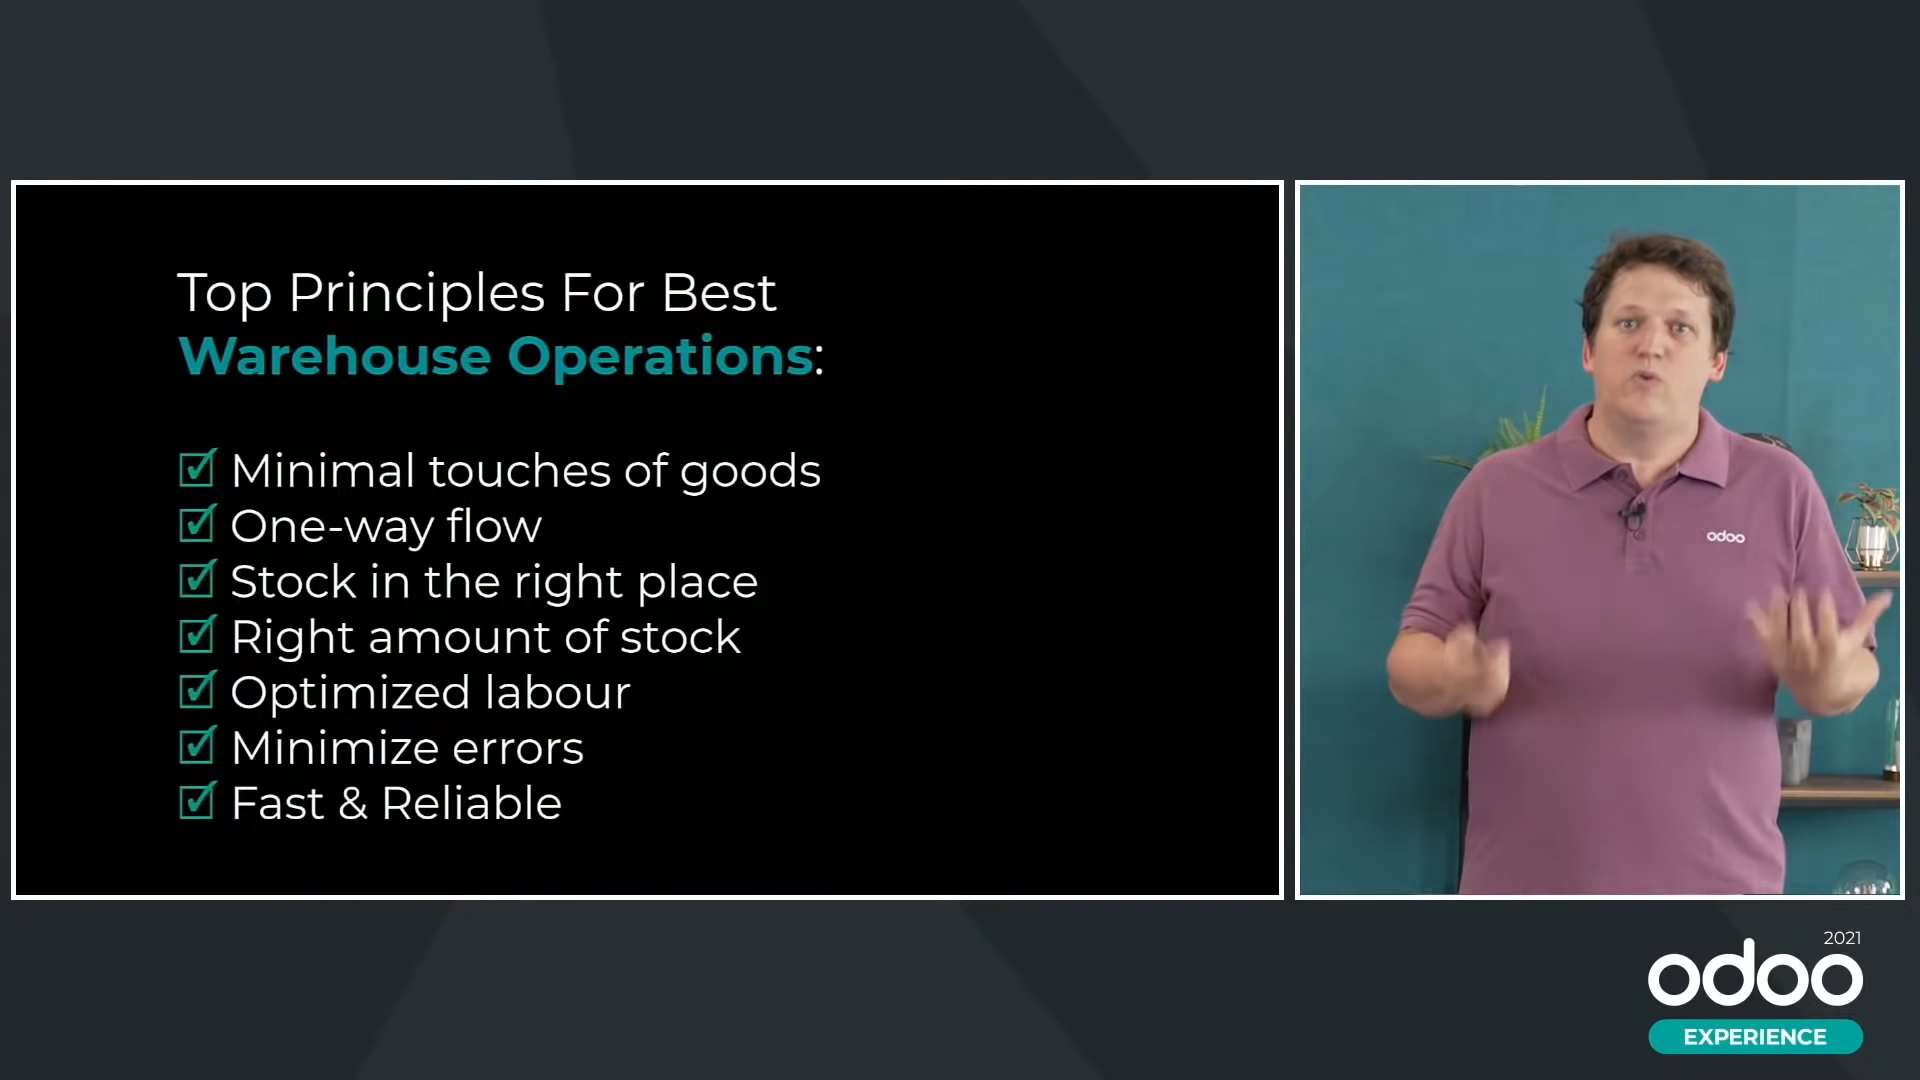 Top Principles For Best
Warehouse Operations:
☑ Minimal touches of goods
☑ One-way flow
☑ Stock in the right place
☑ Right amount of stock
☑ Optimized labour
☑ Minimize errors
☑ Fast & Reliable
odoo
2021
odoo
EXPERIENCE